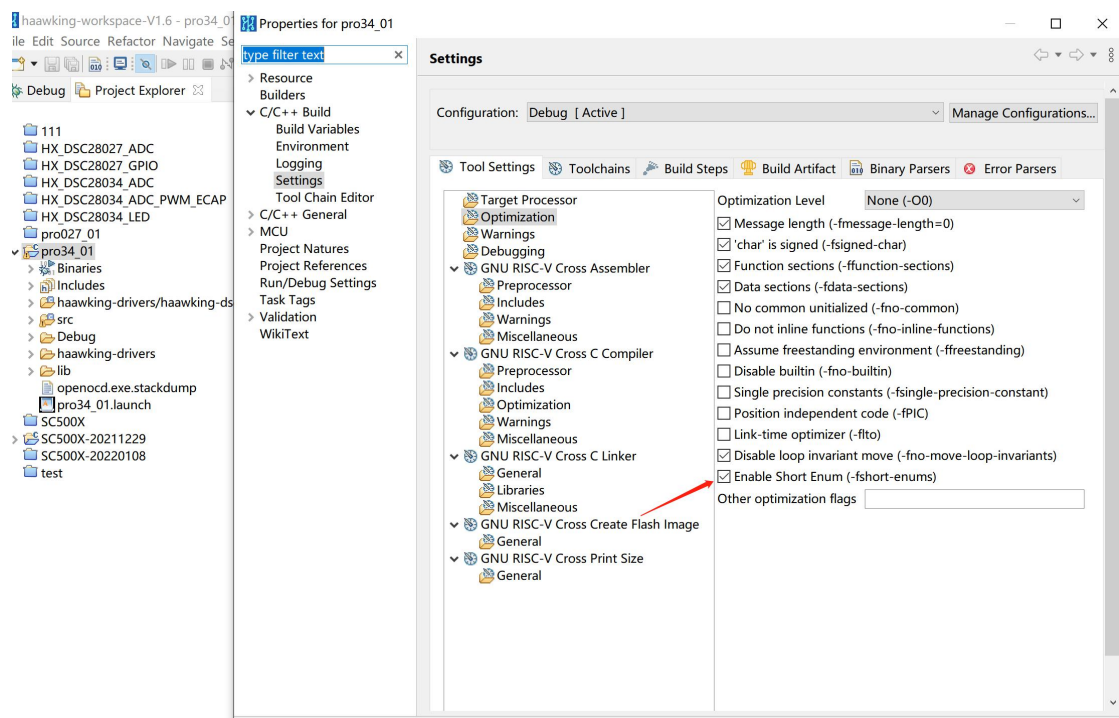 haawking-workspace-V1.6 - pro34_01
ile Edit Source Refactor Navigate Se
Debug Project Explorer
111
HX_DSC28027_ADC
HX_DSC28027_GPIO
HX_DSC28034_ADC
HX_DSC28034_ADC_PWM_ECAP
HX_DSC28034_LED
pro027_01
pro34_01
Binaries
Includes
haawking-drivers/haawking-ds
src
Debug
haawking-drivers
lib
openocd.exe.stackdump
pro34_01.launch
SC500X
SC500X-20211229
SC500X-20220108
test
Properties for pro34_01
type filter text
Resource
Builders
C/C++ Build
Build Variables
Environment
Logging
Settings
Tool Chain Editor
C/C++ General
MCU
Project Natures
Project References
Run/Debug Settings
Task Tags
Validation
WikiText
Settings
Configuration: Debug [ Active ] Manage Configurations...
Tool Settings Toolchains Build Steps Build Artifact Binary Parsers Error Parsers
Target Processor
Optimization
Warnings
Debugging
GNU RISC-V Cross Assembler
Preprocessor
Includes
Warnings
Miscellaneous
GNU RISC-V Cross C Compiler
Preprocessor
Includes
Optimization
Warnings
Miscellaneous
GNU RISC-V Cross C Linker
General
Libraries
Miscellaneous
GNU RISC-V Cross Create Flash Image
General
GNU RISC-V Cross Print Size
General
Optimization Level None (-O0)
Message length (-fmessage-length=0)
'char' is signed (-fsigned-char)
Function sections (-ffunction-sections)
Data sections (-fdata-sections)
No common unitialized (-fno-common)
Do not inline functions (-fno-inline-functions)
Assume freestanding environment (-ffreestanding)
Disable builtin (-fno-builtin)
Single precision constants (-fsingle-precision-constant)
Position independent code (-fPIC)
Link-time optimizer (-flto)
Disable loop invariant move (-fno-move-loop-invariants)
Enable Short Enum (-fshort-enums)
Other optimization flags